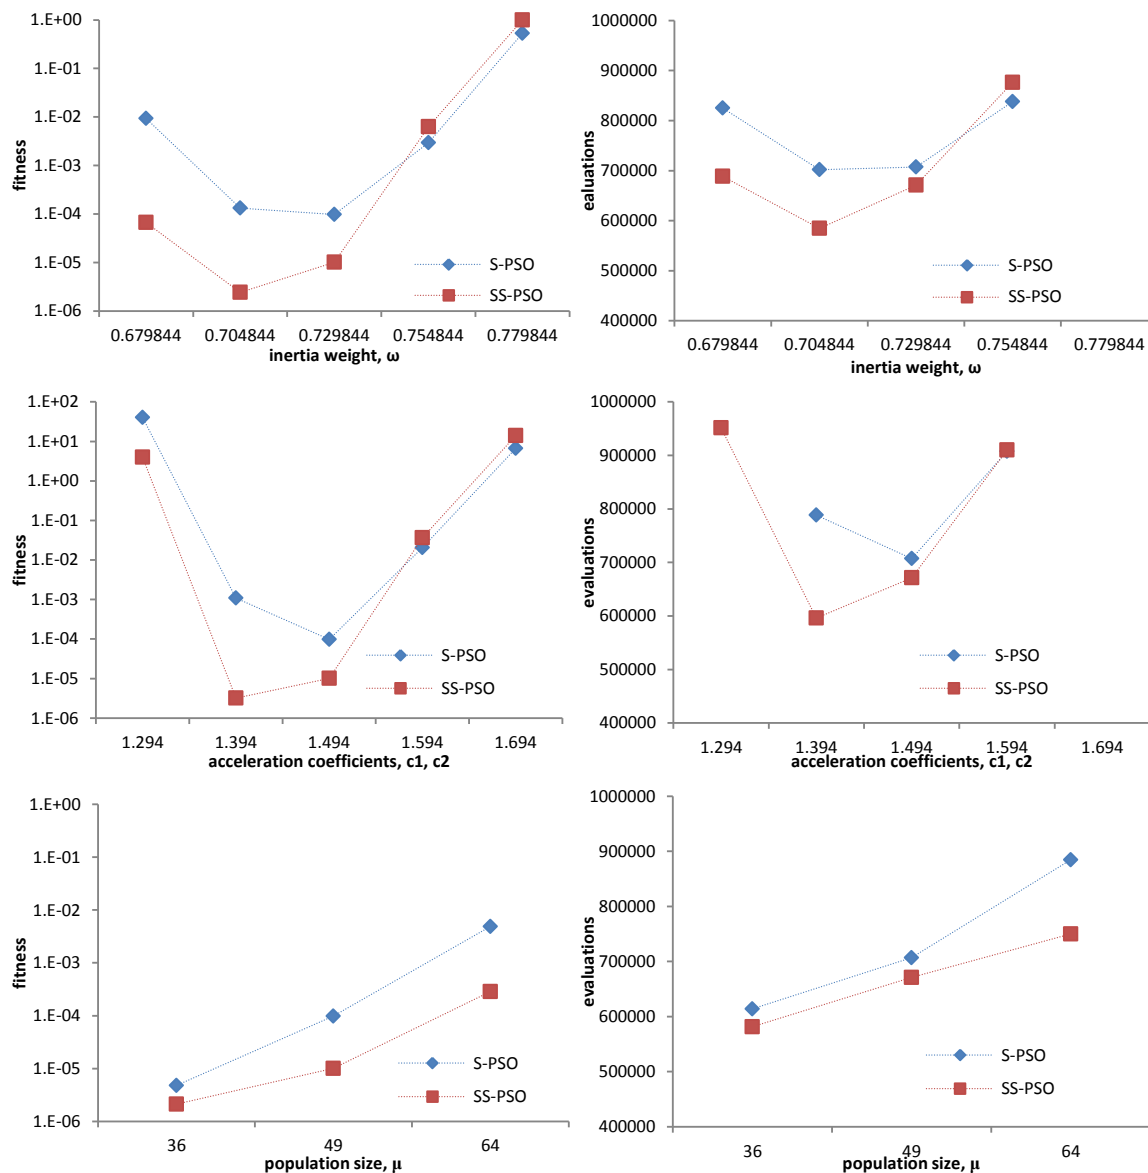 1.E+00
1.E-01
1.E-02
1.E-03
1.E-04
1.E-05
1.E-06
fitness
S-PSO
SS-PSO
0.679844 0.704844 0.729844 0.754844 0.779844
inertia weight, ω
1000000
900000
800000
700000
600000
500000
400000
ealuations
S-PSO
SS-PSO
0.679844 0.704844 0.729844 0.754844 0.779844
inertia weight, ω
1.E+02
1.E+01
1.E+00
1.E-01
1.E-02
1.E-03
1.E-04
1.E-05
1.E-06
fitness
S-PSO
SS-PSO
1.294 1.394 1.494 1.594 1.694
acceleration coefficients, c1, c2
1000000
900000
800000
700000
600000
500000
400000
evaluations
S-PSO
SS-PSO
1.294 1.394 1.494 1.594 1.694
acceleration coefficients, c1, c2
1.E+00
1.E-01
1.E-02
1.E-03
1.E-04
1.E-05
1.E-06
fitness
S-PSO
SS-PSO
36 49 64
population size, μ
1000000
900000
800000
700000
600000
500000
400000
evaluations
S-PSO
SS-PSO
36 49 64
population size, μ